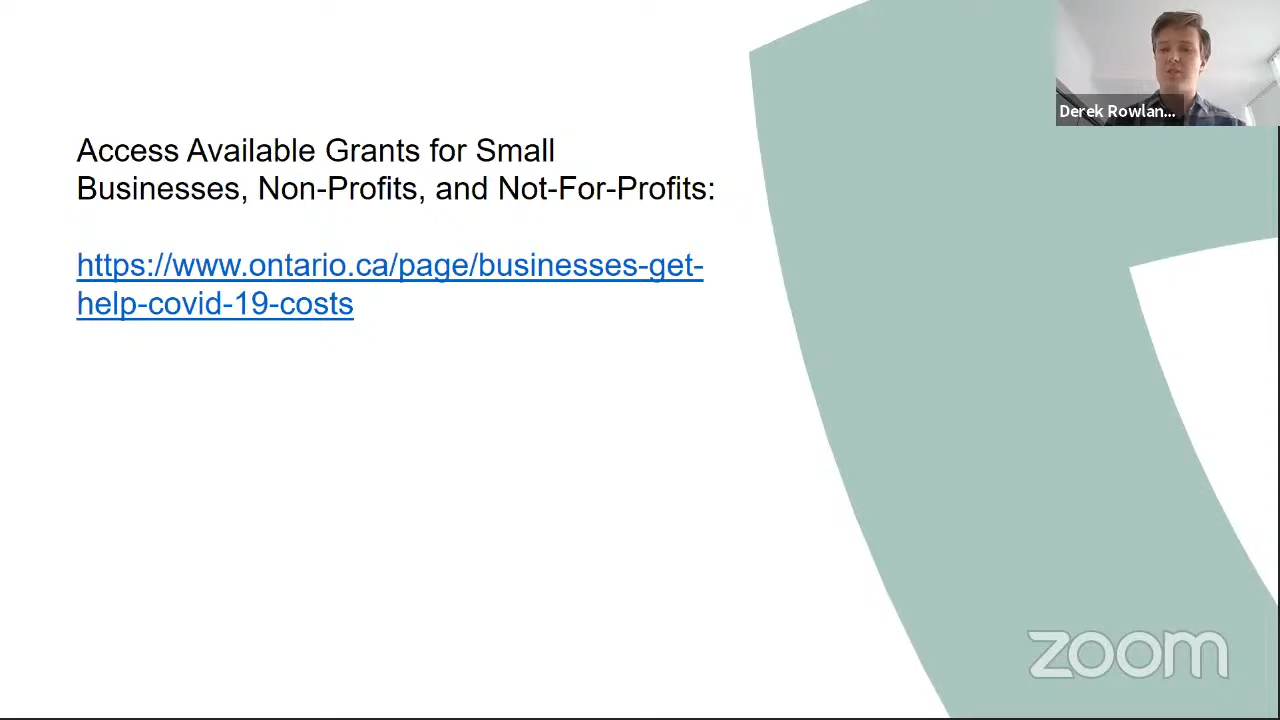 Derek Rowlan...
Access Available Grants for Small
Businesses, Non-Profits, and Not-For-Profits:
https://www.ontario.ca/page/businesses-get-
help-covid-19-costs
zoom